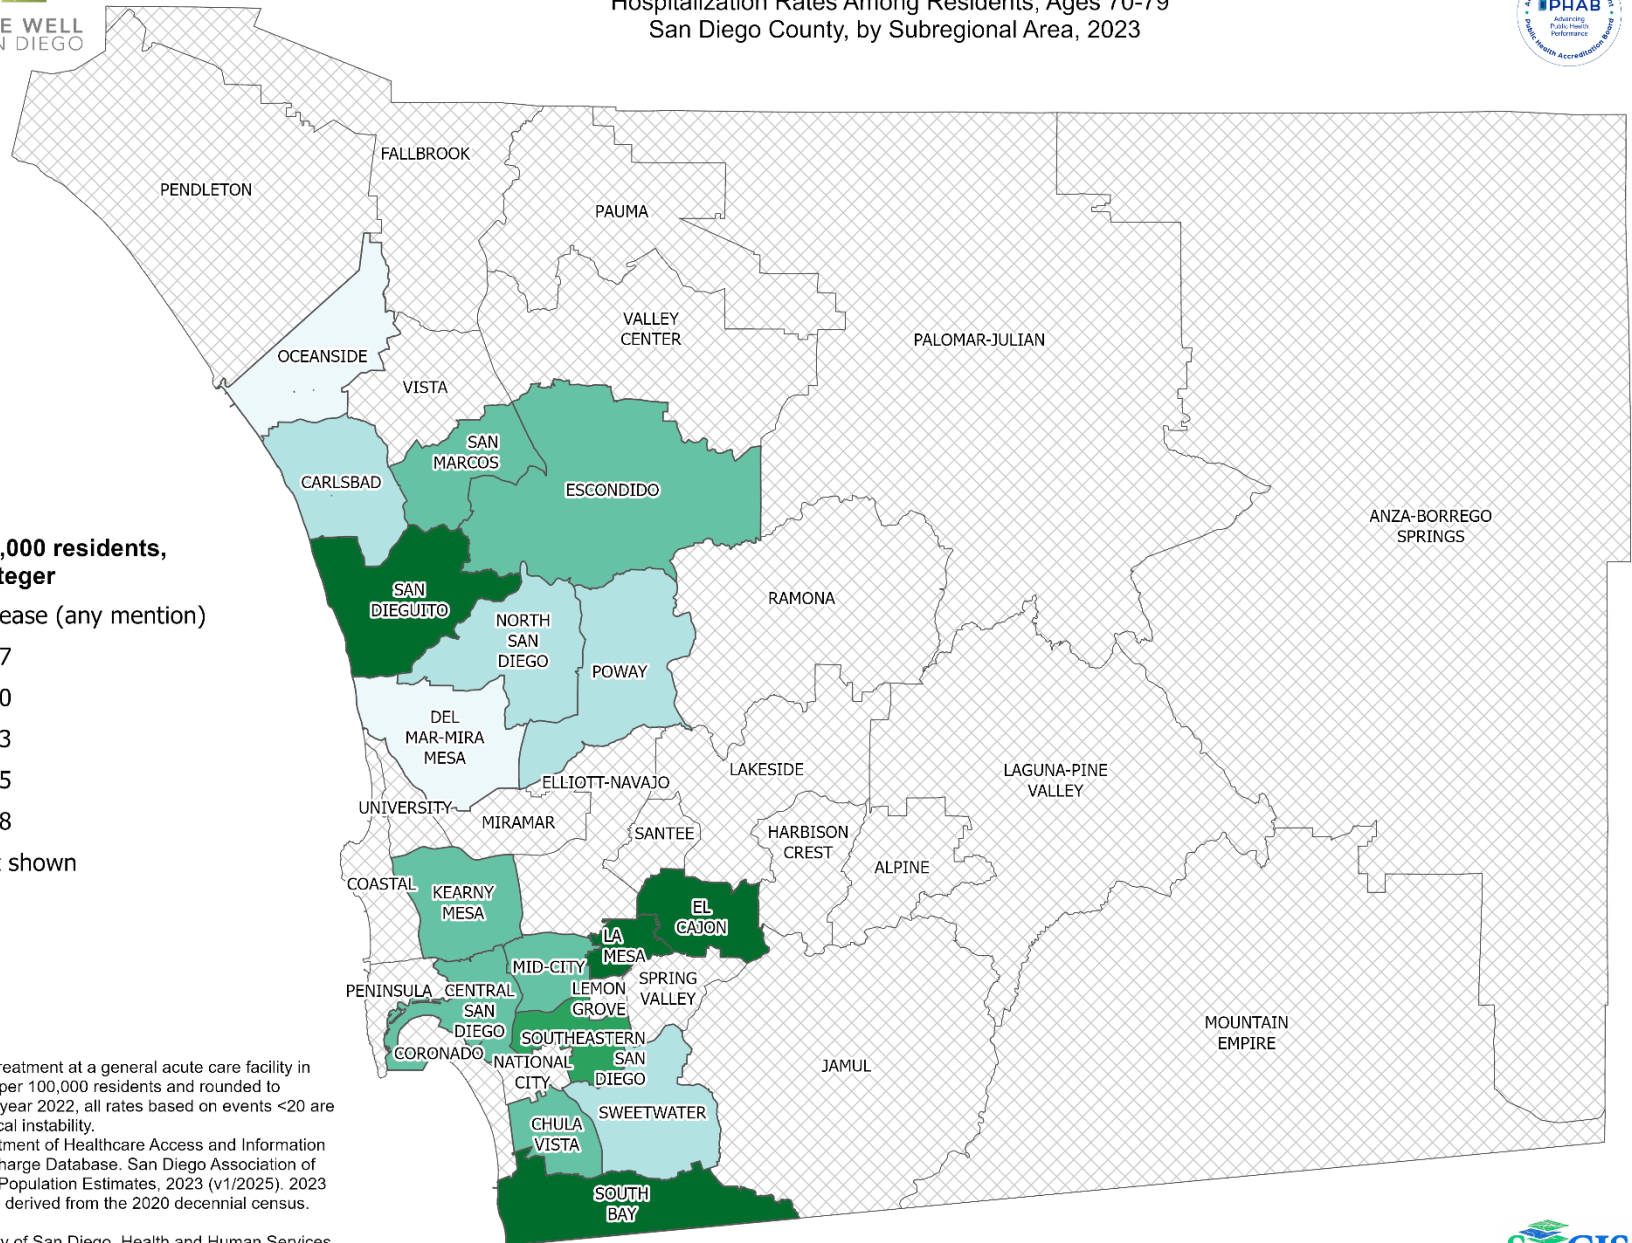 E WELL
N DIEGO
Hospitalization Rates Among Residents, Ages 70-79
San Diego County, by Subregional Area, 2023
PHAB
Advancing
Public Health
Performance
Public Health Accreditation Board
FALLBROOK
PENDLETON
PAUMA
VALLEY
CENTER
PALOMAR-JULIAN
OCEANSIDE
VISTA
SAN
MARCOS
CARLSBAD
ESCONDIDO
ANZA-BORREGO
SPRINGS
,000 residents,
teger
ease (any mention)
7
0
3
5
8
t shown
SAN
DIEGUITO
RAMONA
NORTH
SAN
DIEGO
POWAY
DEL
MAR-MIRA
MESA
LAKESIDE
LAGUNA-PINE
VALLEY
ELLIOTT-NAVAJO
UNIVERSITY
MIRAMAR
SANTEE
HARBISON
CREST
ALPINE
COASTAL
KEARNY
MESA
EL
CAJON
LA
MESA
MID-CITY
SPRING
VALLEY
PENINSULA
CENTRAL
SAN
DIEGO
LEMON
GROVE
SOUTHEASTERN
SAN
DIEGO
CORONADO
NATIONAL
CITY
MOUNTAIN
EMPIRE
JAMUL
SWEETWATER
CHULA
VISTA
SOUTH
BAY
reatment at a general acute care facility in
per 100,000 residents and rounded to
year 2022, all rates based on events <20 are
cal instability.
tment of Healthcare Access and Information
harge Database. San Diego Association of
Population Estimates, 2023 (v1/2025). 2023
derived from the 2020 decennial census.
y of San Diego, Health and Human Services